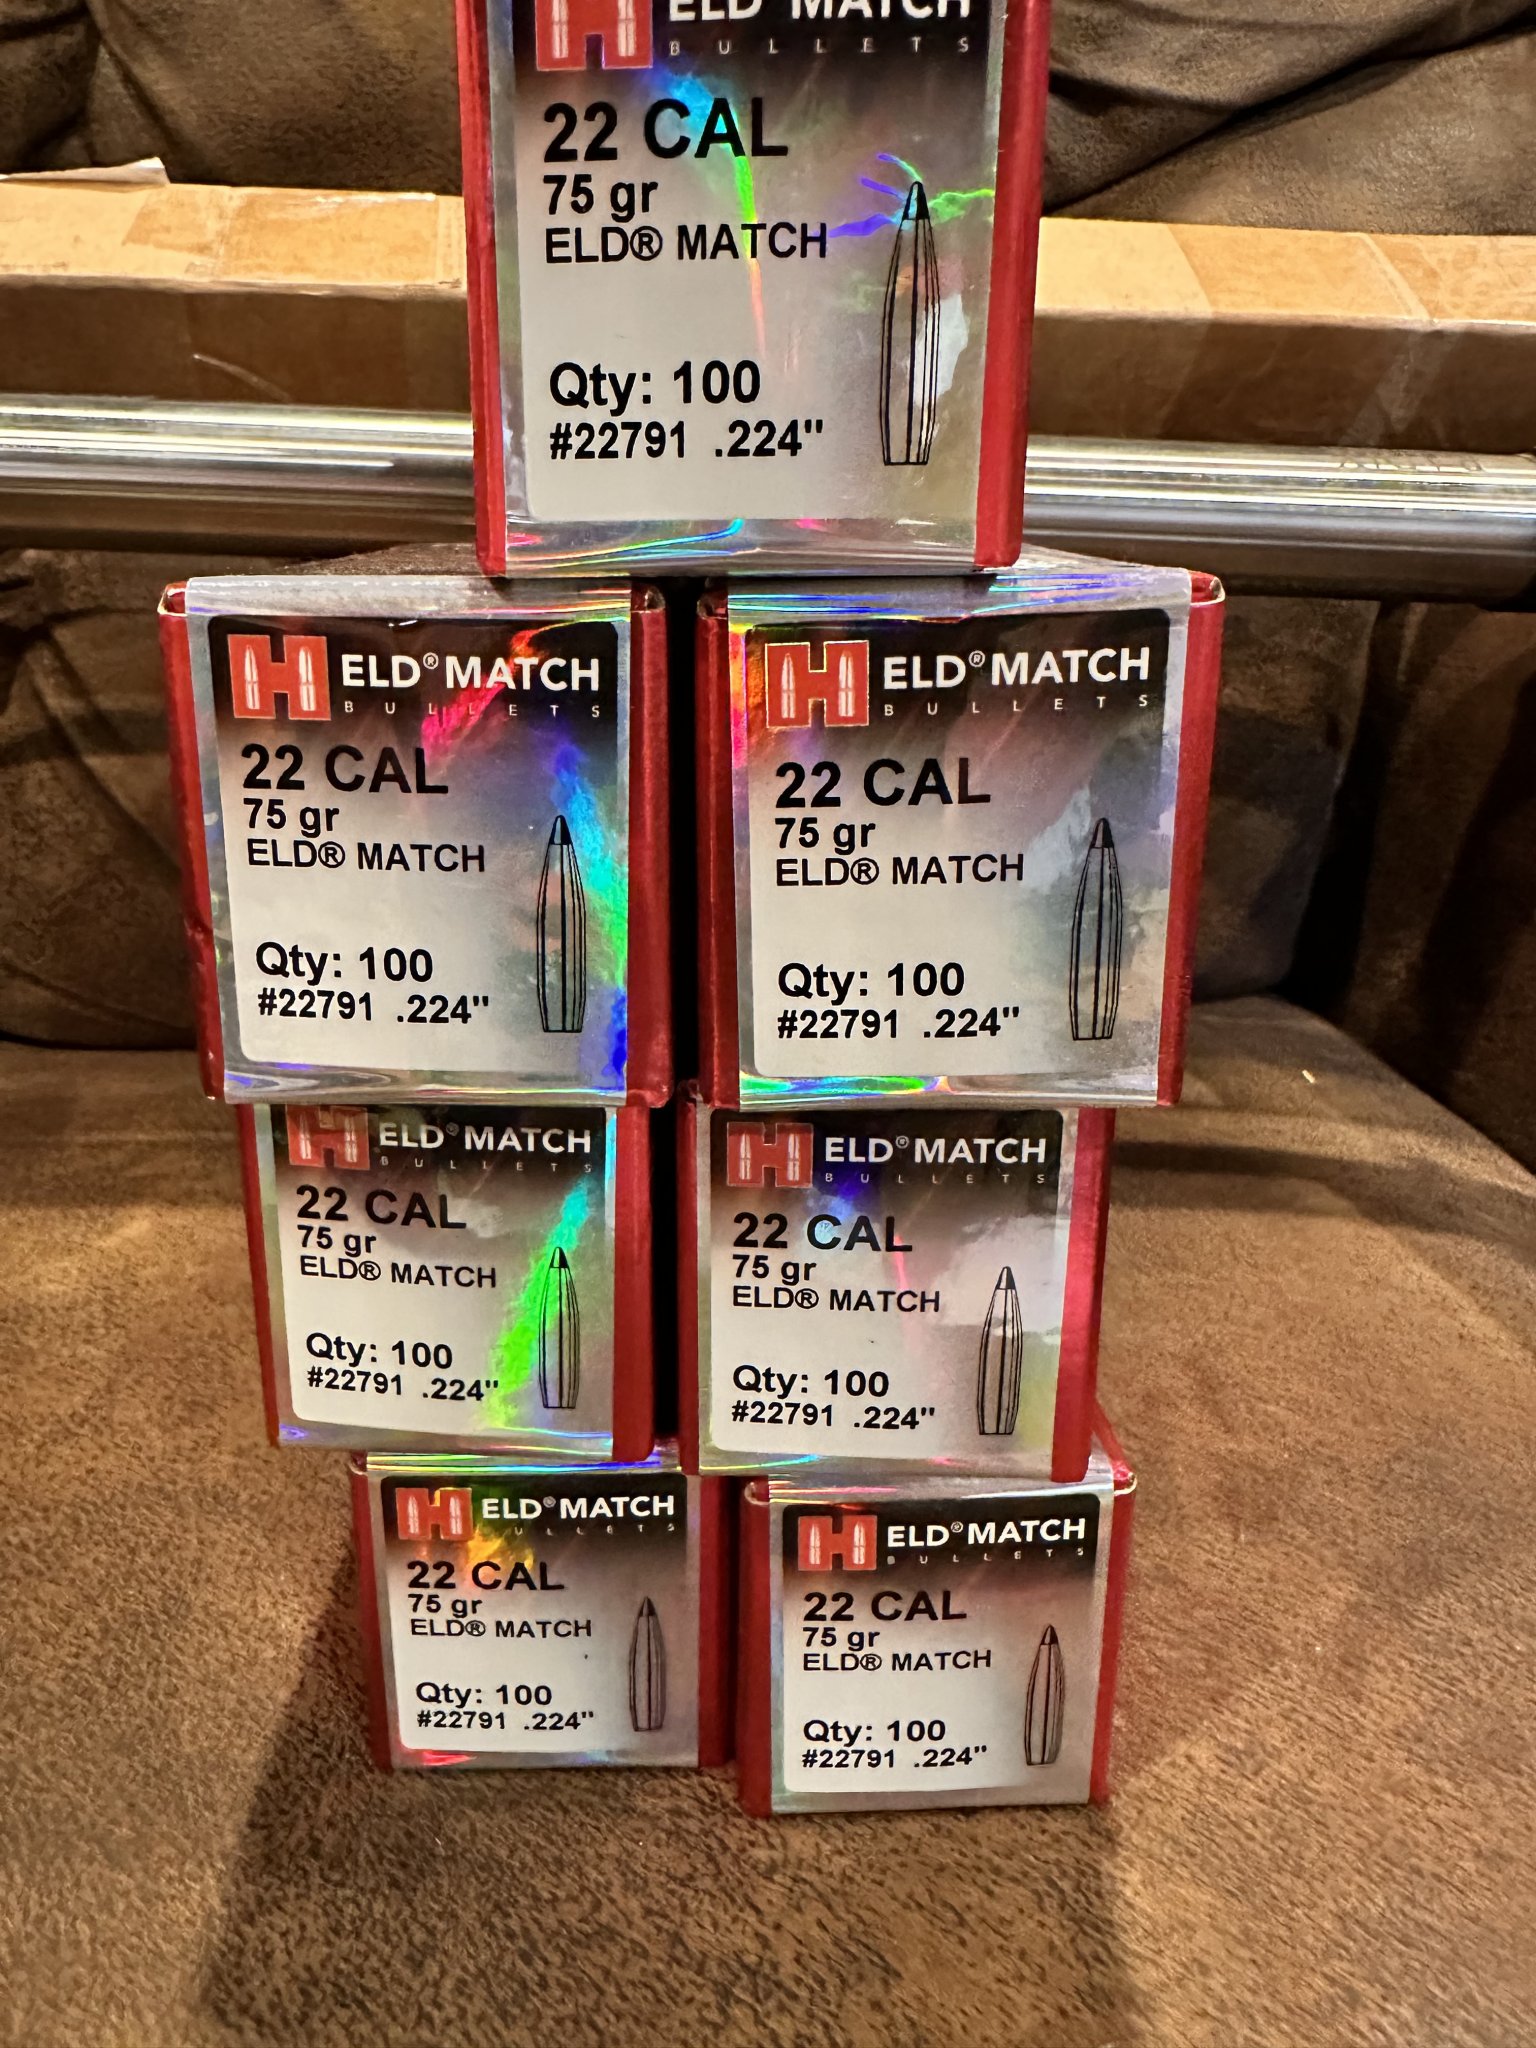 ELD® MATCH
BULLETS
22 CAL
75 gr
ELD® MATCH
Qty: 100
#22791 .224"
ELD® MATCH
BULLETS
22 CAL
75 gr
ELD® MATCH
Qty: 100
#22791 .224"
ELD® MATCH
BULLETS
22 CAL
75 gr
ELD® MATCH
Qty: 100
#22791 .224"
ELD® MATCH
BULLETS
22 CAL
75 gr
ELD® MATCH
Qty: 100
#22791 .224"
ELD® MATCH
BULLETS
22 CAL
75 gr
ELD® MATCH
Qty: 100
#22791 .224"
ELD® MATCH
BULLETS
22 CAL
75 gr
ELD® MATCH
Qty: 100
#22791 .224"
ELD® MATCH
BULLETS
22 CAL
75 gr
ELD® MATCH
Qty: 100
#22791 .224"